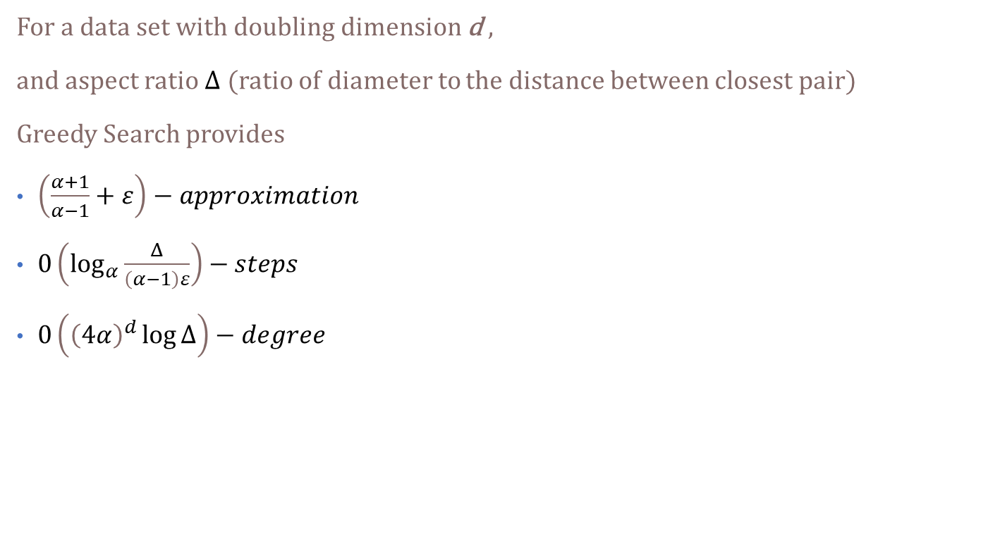 For a data set with doubling dimension d,
and aspect ratio Δ (ratio of diameter to the distance between closest pair)
Greedy Search provides
• (α+1/α−1 + ε) − approximation
• 0(logα Δ/(α−1)ε) − steps
• 0((4α)^d log Δ) − degree